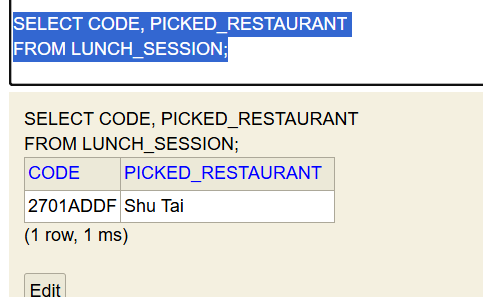 SELECT CODE, PICKED_RESTAURANT
FROM LUNCH_SESSION;
SELECT CODE, PICKED_RESTAURANT
FROM LUNCH_SESSION;
CODE PICKED_RESTAURANT
2701ADDF Shu Tai
(1 row, 1 ms)
Edit